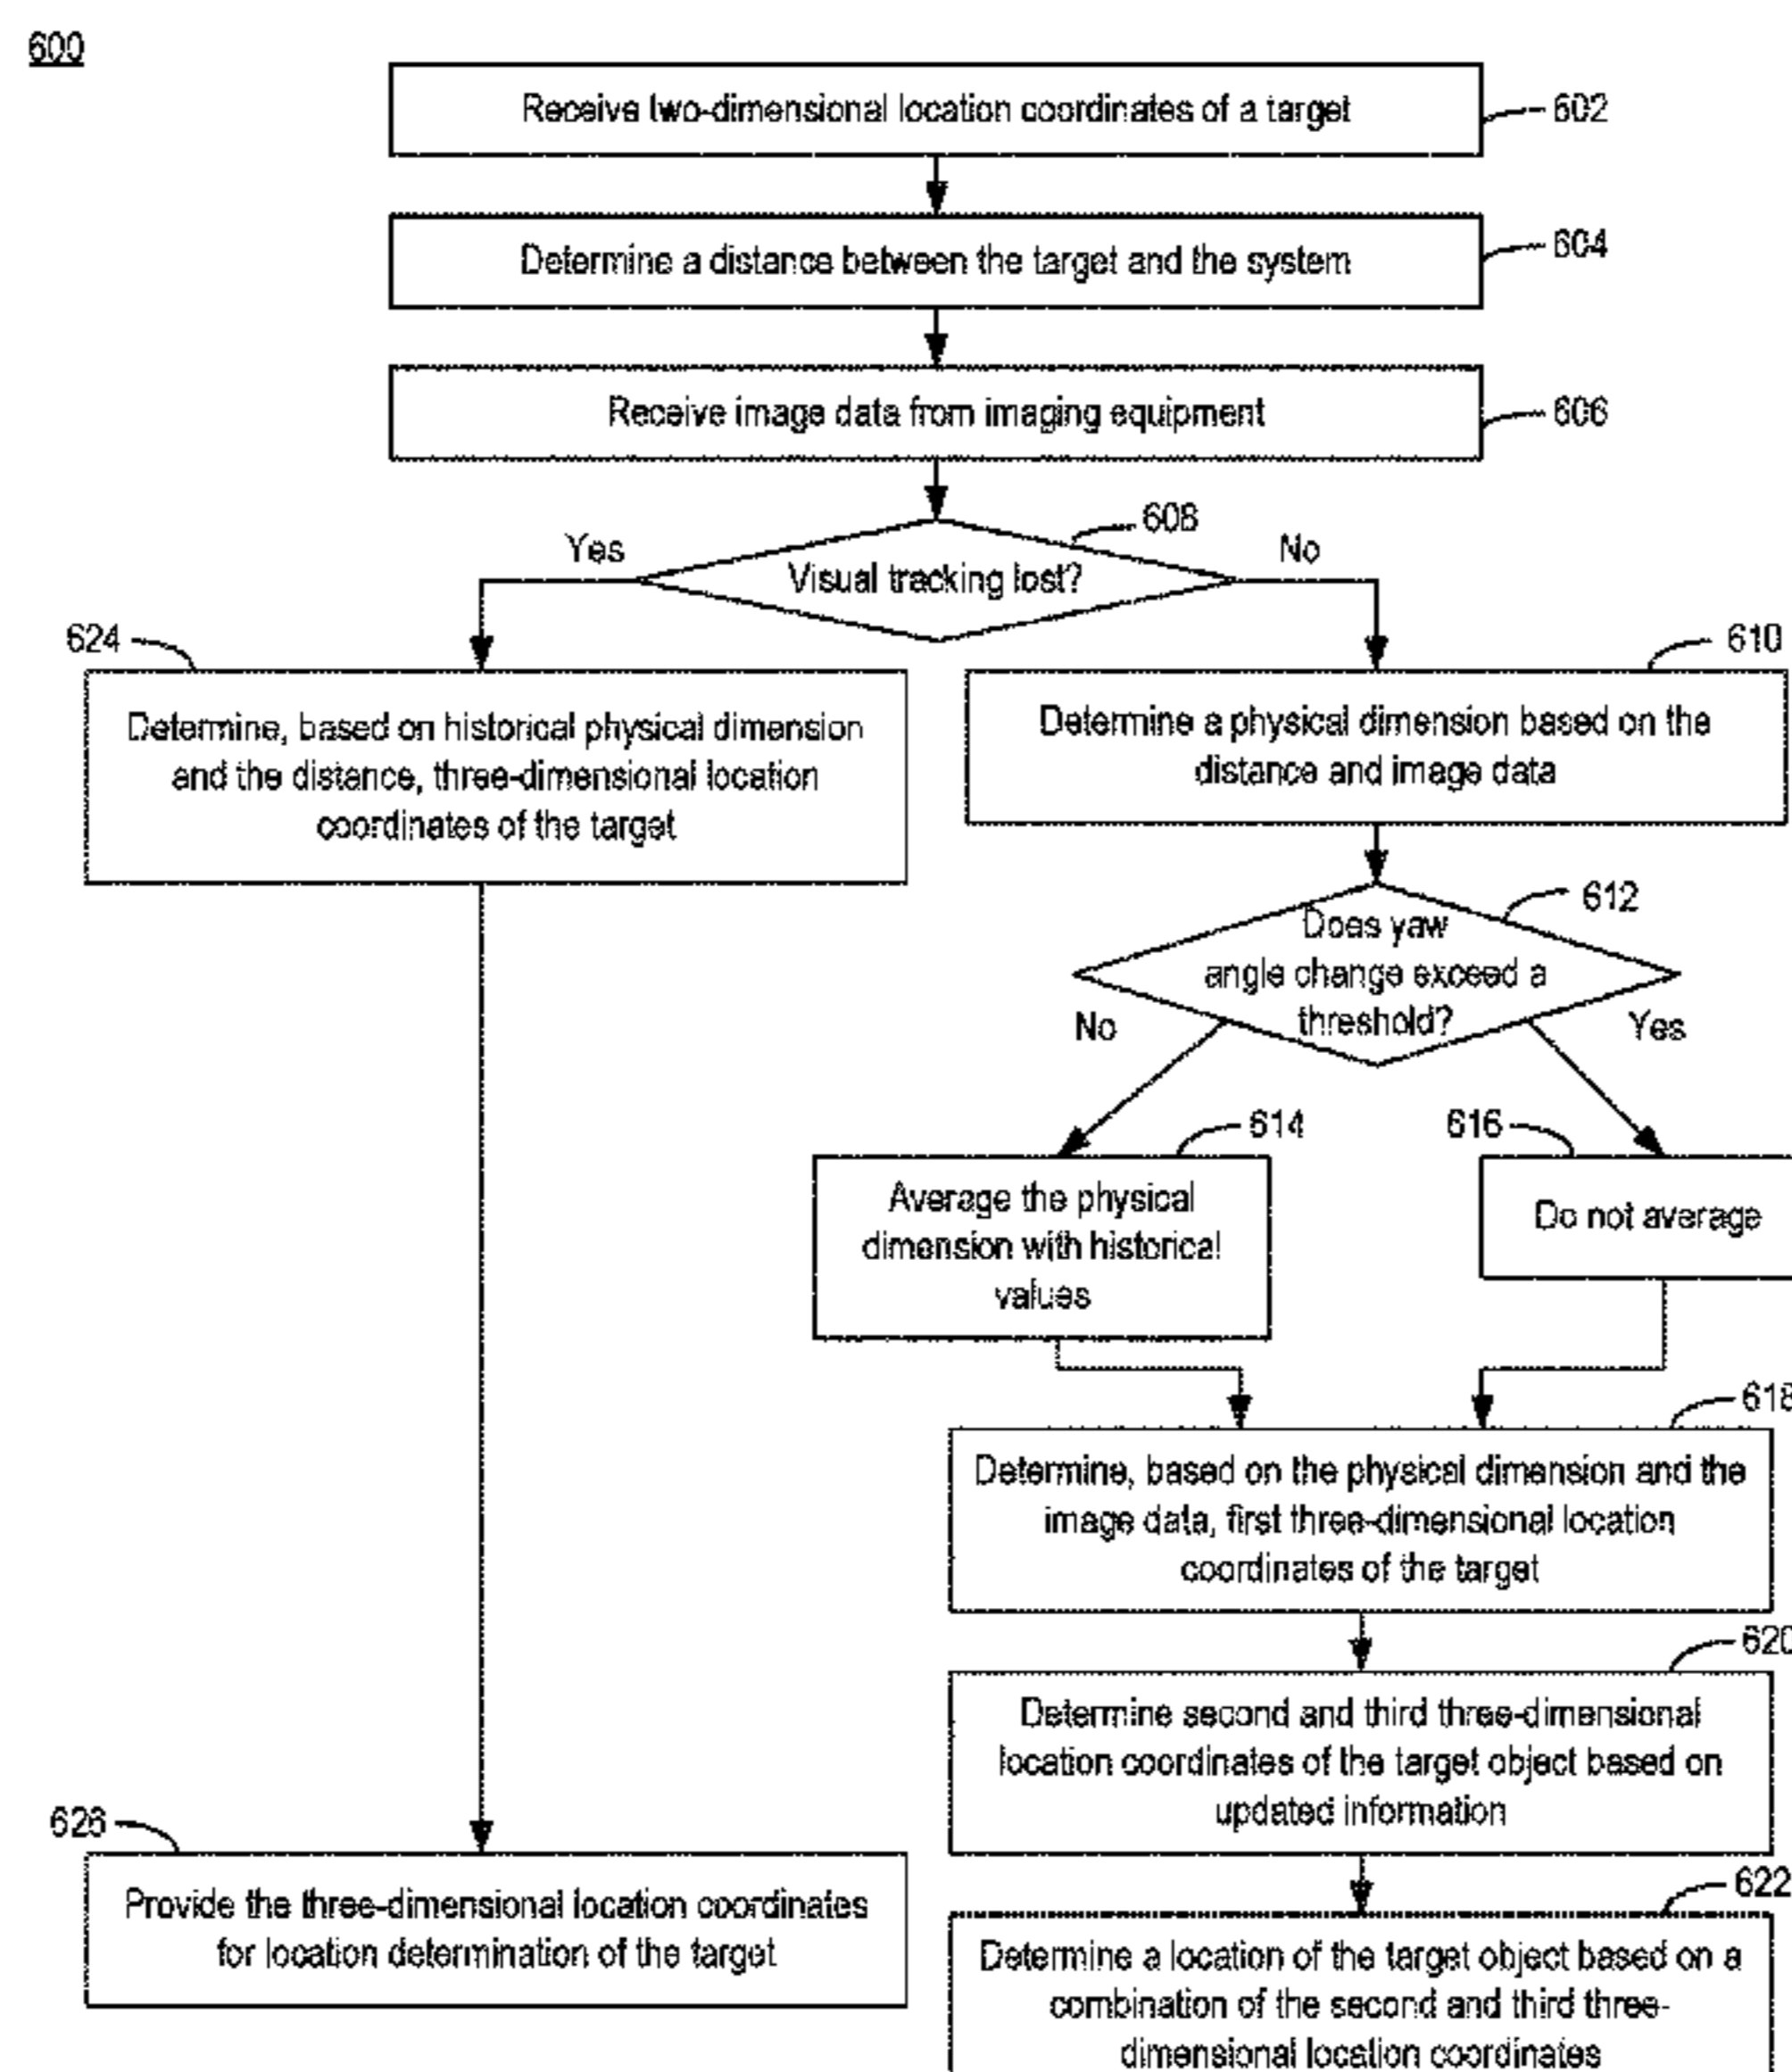 600
Receive two-dimensional location coordinates of a target
602
Determine a distance between the target and the system
604
Receive image data from imaging equipment
606
608
Yes
No
Visual tracking lost?
624
610
Determine, based on historical physical dimension
and the distance, three-dimensional location
coordinates of the target
Determine a physical dimension based on the
distance and image data
612
Does yaw
angle change exceed a
threshold?
No
Yes
614
616
Average the physical
dimension with historical
values
Do not average
618
Determine, based on the physical dimension and the
image data, first three-dimensional location
coordinates of the target
620
Determine second and third three-dimensional
location coordinates of the target object based on
updated information
626
Provide the three-dimensional location coordinates
for location determination of the target
622
Determine a location of the target object based on a
combination of the second and third three-
dimensional location coordinates